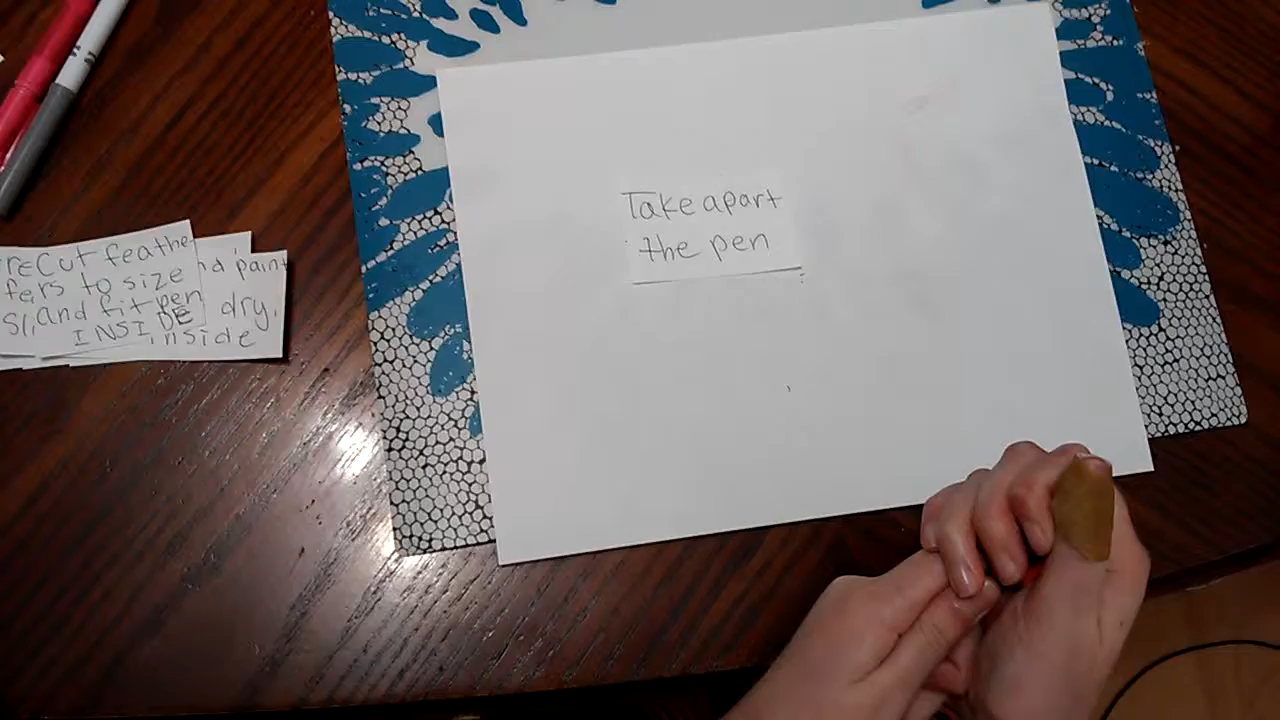 Take apart
the pen
recut feathe
fers to size
and fit pen
INSIDE
nd paint
dry,
inside